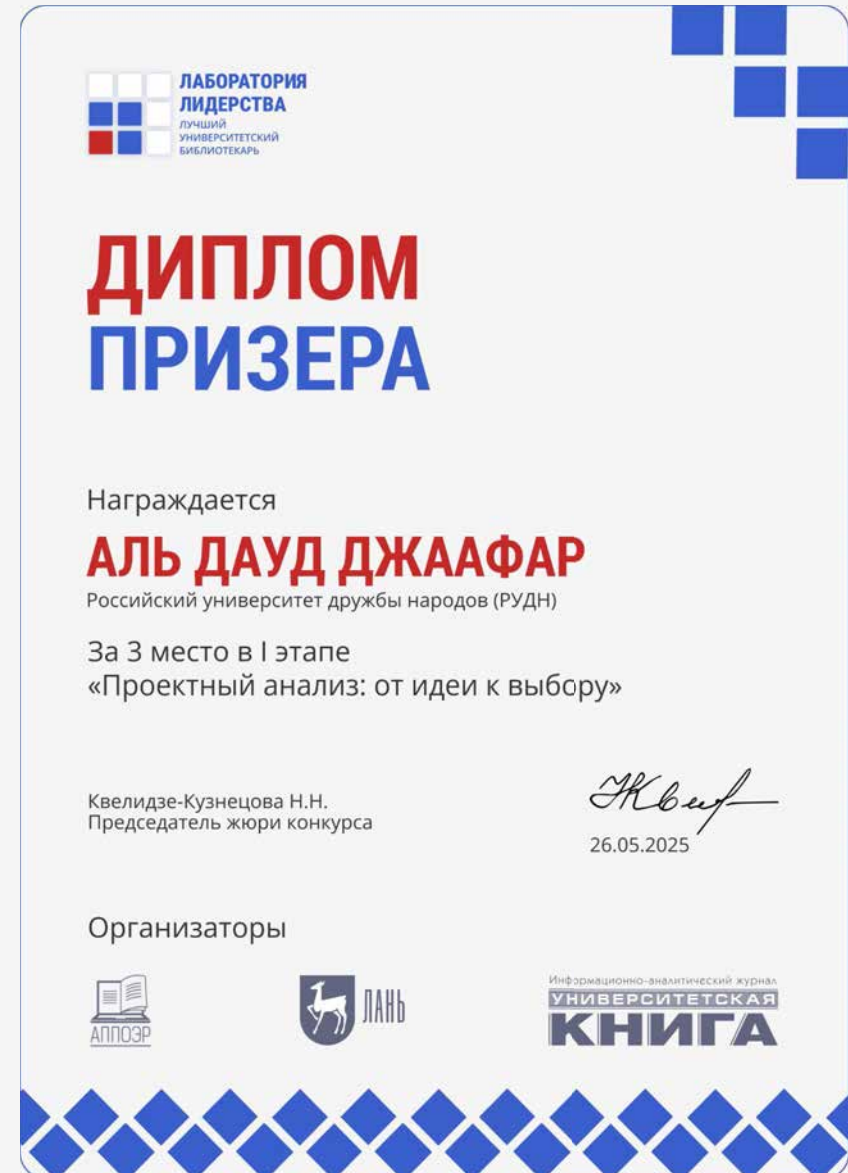 ЛАБОРАТОРИЯ
ЛИДЕРСТВА
ЛУЧШИЙ
УНИВЕРСИТЕТСКИЙ
БИБЛИОТЕКАРЬ
ДИПЛОМ
ПРИЗЕРА
Награждается
АЛЬ ДАУД ДЖААФАР
Российский университет дружбы народов (РУДН)
За 3 место в I этапе
«Проектный анализ: от идеи к выбору»
Квелидзе-Кузнецова Н.Н.
Председатель жюри конкурса
26.05.2025
Организаторы
АППОЭР
ЛАНЬ
Информационно-аналитический журнал
УНИВЕРСИТЕТСКАЯ
КНИГА